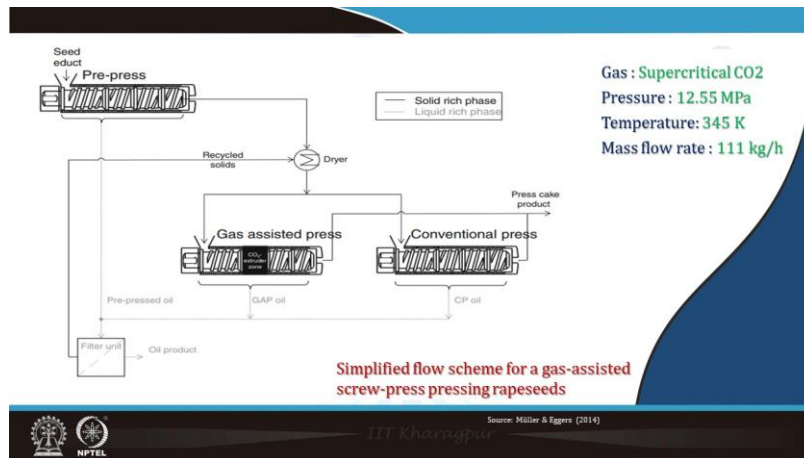 Seed
educt
Pre-press
Solid rich phase
Liquid rich phase
Gas : Supercritical CO2
Pressure : 12.55 MPa
Temperature: 345 K
Mass flow rate : 111 kg/h
Recycled
solids
Dryer
Press cake
product
Gas assisted press
Conventional press
CO₂-
extruder
zone
Pre-pressed oil
GAP oil
CP oil
Filter unit
Oil product
Simplified flow scheme for a gas-assisted
screw-press pressing rapeseeds
Source: Müller & Eggers (2014)
IIT Kharagpur
NPTEL